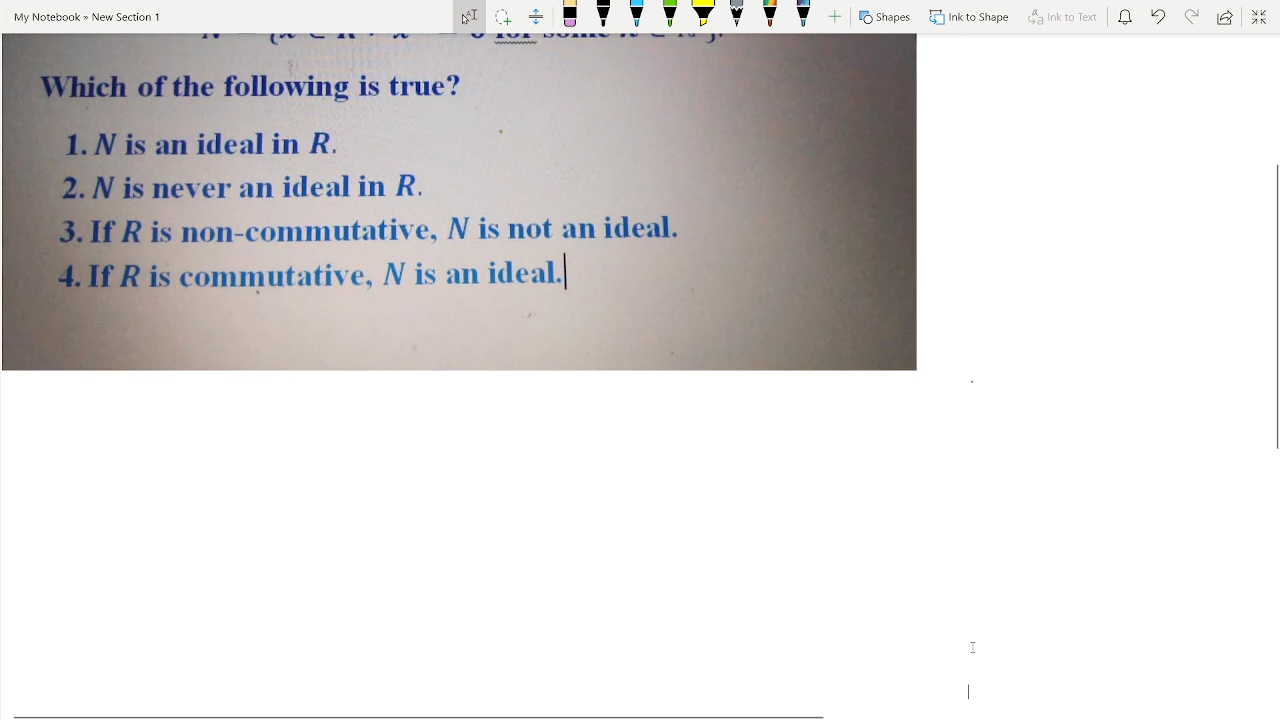 My Notebook » New Section 1
Shapes
Ink to Shape
Ink to Text
for some
Which of the following is true?
1. N is an ideal in R.
2. N is never an ideal in R.
3. If R is non-commutative, N is not an ideal.
4. If R is commutative, N is an ideal.